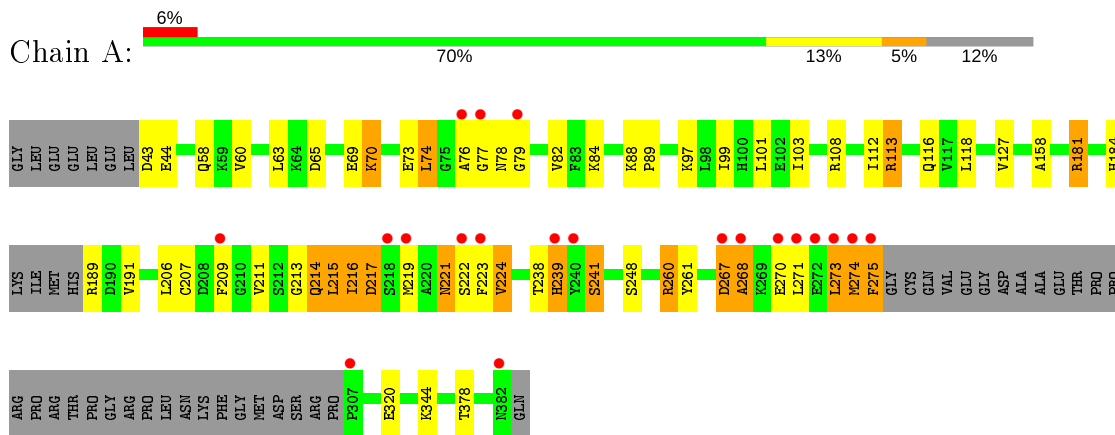 6%
Chain A:
70% 13% 5% 12%
GLY LEU GLU GLU LEU GLU LEU D43 E44 Q58 K59 V60 L63 K64 D65 E69 K70 E73 L74 G75 A76 G77 N78 G79 V82 F83 K84 K88 P89 K97 L98 I99 H100 L101 E102 I103 R108 I112 R113 Q116 V117 L118 V127 A158 R181 H184
LYS ILE MET HIS R189 D190 V191 L206 C207 D208 F209 G210 V211 S212 G213 Q214 L215 I216 D217 S218 M219 A220 N221 S222 F223 V224 T238 H239 Y240 S241 S248 R260 Y261 D267 A268 K269 E270 L271 E272 L273 M274 F275 GLY CYS GLN VAL GLU GLY ASP ALA ALA GLU THR PRO PRO
ARG PRO ARG THR PRO GLY ARG PRO LEU ASN LYS PHE GLY MET ASP SER ARG PRO P307 E320 K344 T378 N382 GLN